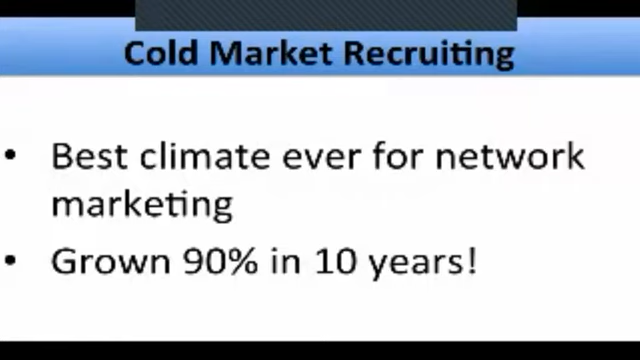 Cold Market Recruiting
• Best climate ever for network
marketing
• Grown 90% in 10 years!